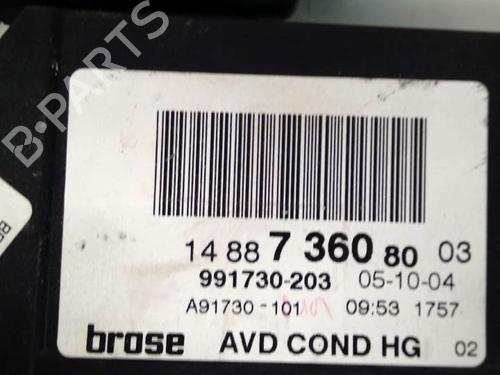 B-PARTS
14 88 7 360 80 03
991730-203 05-10-04
A91730-101 09:53 1757
brose AVD COND HG 02